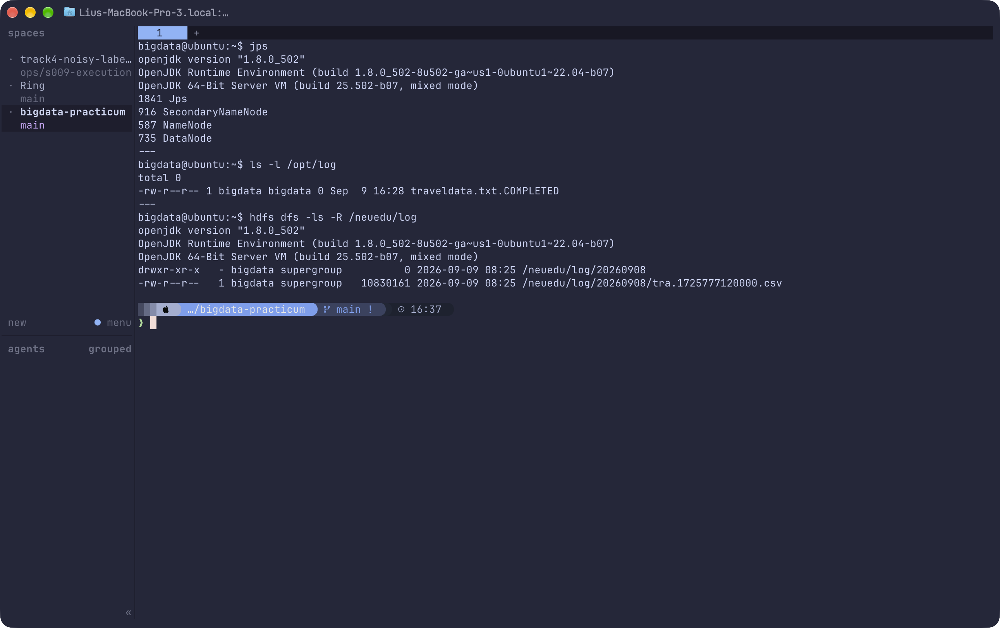 Lius-MacBook-Pro-3.local:…
spaces
· track4-noisy-labe…
ops/s009-execution
· Ring
main
· bigdata-practicum
main
new ● menu
agents grouped
«
1 +
bigdata@ubuntu:~$ jps
openjdk version "1.8.0_502"
OpenJDK Runtime Environment (build 1.8.0_502-8u502-ga~us1-0ubuntu1~22.04-b07)
OpenJDK 64-Bit Server VM (build 25.502-b07, mixed mode)
1841 Jps
916 SecondaryNameNode
587 NameNode
735 DataNode
---
bigdata@ubuntu:~$ ls -l /opt/log
total 0
-rw-r--r-- 1 bigdata bigdata 0 Sep  9 16:28 traveldata.txt.COMPLETED
---
bigdata@ubuntu:~$ hdfs dfs -ls -R /neuedu/log
openjdk version "1.8.0_502"
OpenJDK Runtime Environment (build 1.8.0_502-8u502-ga~us1-0ubuntu1~22.04-b07)
OpenJDK 64-Bit Server VM (build 25.502-b07, mixed mode)
drwxr-xr-x   - bigdata supergroup          0 2026-09-09 08:25 /neuedu/log/20260908
-rw-r--r--   1 bigdata supergroup   10830161 2026-09-09 08:25 /neuedu/log/20260908/tra.1725777120000.csv
…/bigdata-practicum main ! 16:37
❯